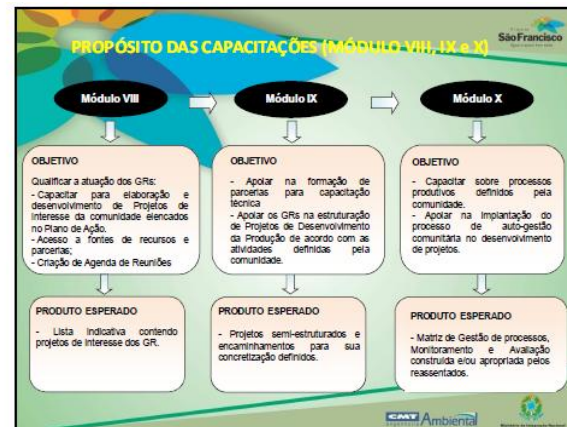 São Francisco
PROPÓSITO DAS CAPACITAÇÕES (MÓDULO VIII, IX e X)
Módulo VIII
Módulo IX
Módulo X
OBJETIVO
Qualificar a atuação dos GRs:
- Capacitar para elaboração e
desenvolvimento de Projetos de
Interesse da comunidade elencados
no Plano de Ação.
- Acesso a fontes de recursos e
parcerias;
- Criação de Agenda de Reuniões
OBJETIVO
- Apoiar na formação de
parcerias para capacitação
técnica
- Apoiar os GRs na estruturação
de Projetos de Desenvolvimento
da Produção de acordo com as
atividades definidas pela
comunidade.
OBJETIVO
- Capacitar sobre processos
produtivos definidos pela
comunidade.
- Apoiar na implantação do
processo de auto-gestão
comunitária no desenvolvimento
de projetos.
PRODUTO ESPERADO
- Lista Indicativa contendo
projetos de Interesse dos GR.
PRODUTO ESPERADO
- Projetos semi-estruturados e
encaminhamentos para sua
concretização definidos.
PRODUTO ESPERADO
- Matriz de Gestão de processos,
Monitoramento e Avaliação
construída e/ou apropriada pelos
reassentados.
CMT Ambiental
Ministério da Integração Nacional